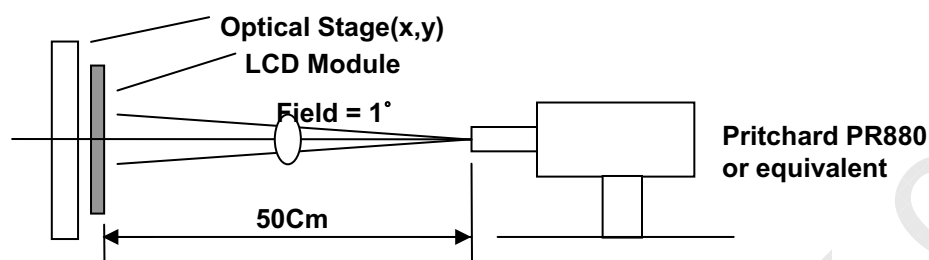 Optical Stage(x,y)
LCD Module
Field = 1˚
Pritchard PR880
or equivalent
50Cm